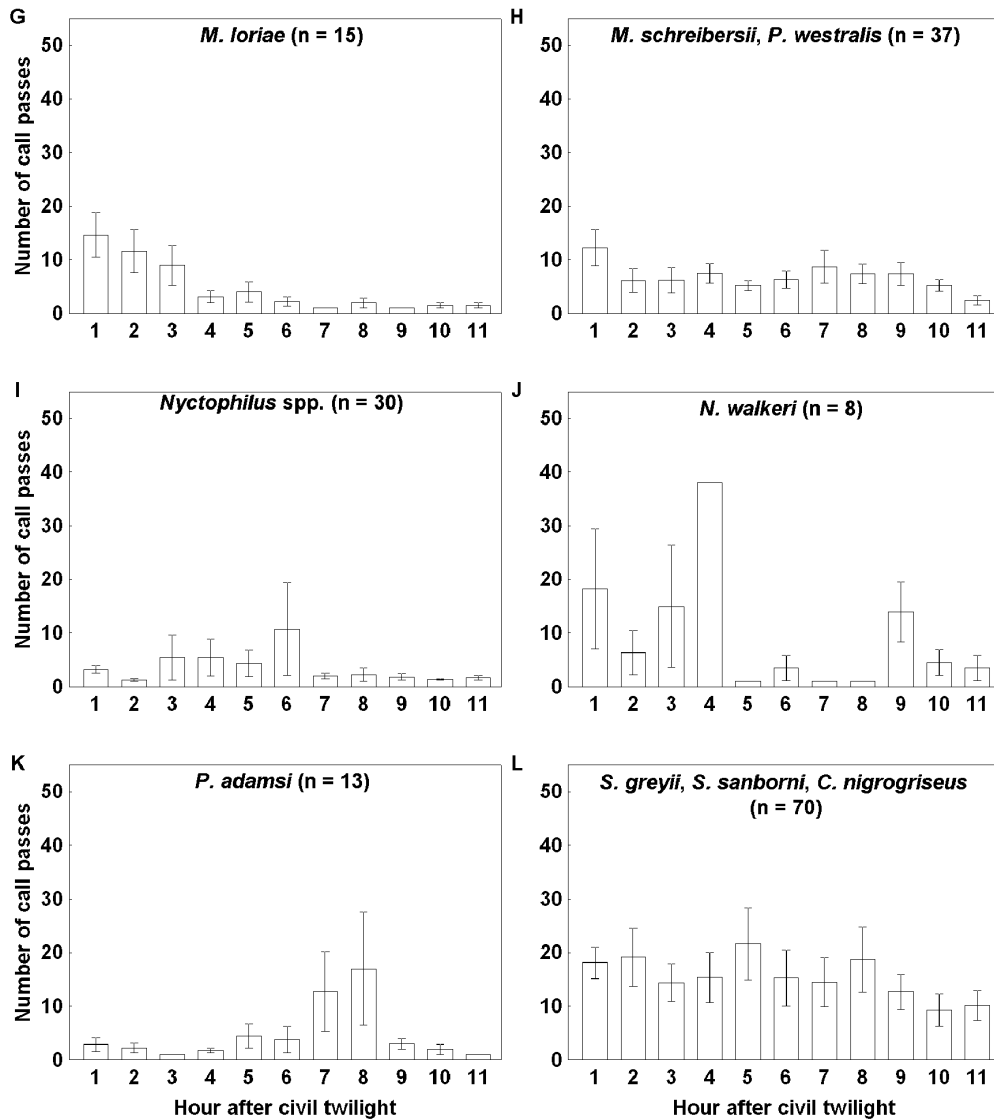 G
M. loriae (n = 15)
Number of call passes
50
40
30
20
10
0
1 2 3 4 5 6 7 8 9 10 11
H
M. schreibersii, P. westralis (n = 37)
50
40
30
20
10
0
1 2 3 4 5 6 7 8 9 10 11
I
Nyctophilus spp. (n = 30)
Number of call passes
50
40
30
20
10
0
1 2 3 4 5 6 7 8 9 10 11
J
N. walkeri (n = 8)
50
40
30
20
10
0
1 2 3 4 5 6 7 8 9 10 11
K
P. adamsi (n = 13)
Number of call passes
50
40
30
20
10
0
1 2 3 4 5 6 7 8 9 10 11
Hour after civil twilight
L
S. greyii, S. sanborni, C. nigrogriseus
(n = 70)
50
40
30
20
10
0
1 2 3 4 5 6 7 8 9 10 11
Hour after civil twilight